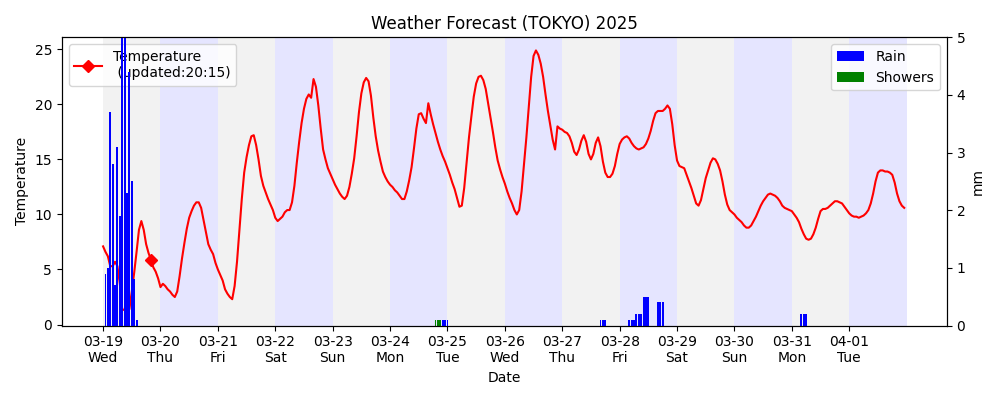 Weather Forecast (TOKYO) 2025
Temperature
(updated:20:15)
Rain
Showers
Temperature
25
20
15
10
5
0
5
4
3
2
1
0
mm
03-19 03-20 03-21 03-22 03-23 03-24 03-25 03-26 03-27 03-28 03-29 03-30 03-31 04-01
Wed Thu Fri Sat Sun Mon Tue Wed Thu Fri Sat Sun Mon Tue
Date